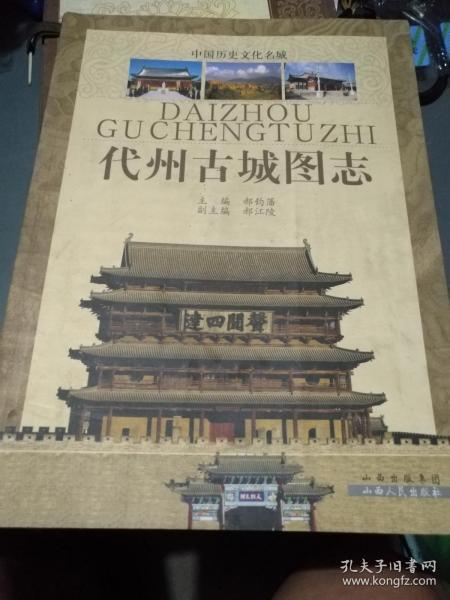 中国历史文化名城
DAIZHOU
GUCHENGTUZHI
代州古城图志
主 编 郝钧藩
副主编 郝江陵
建四闻声
山西出版集团
山西人民出版社
孔夫子旧书网
www.kongfz.com